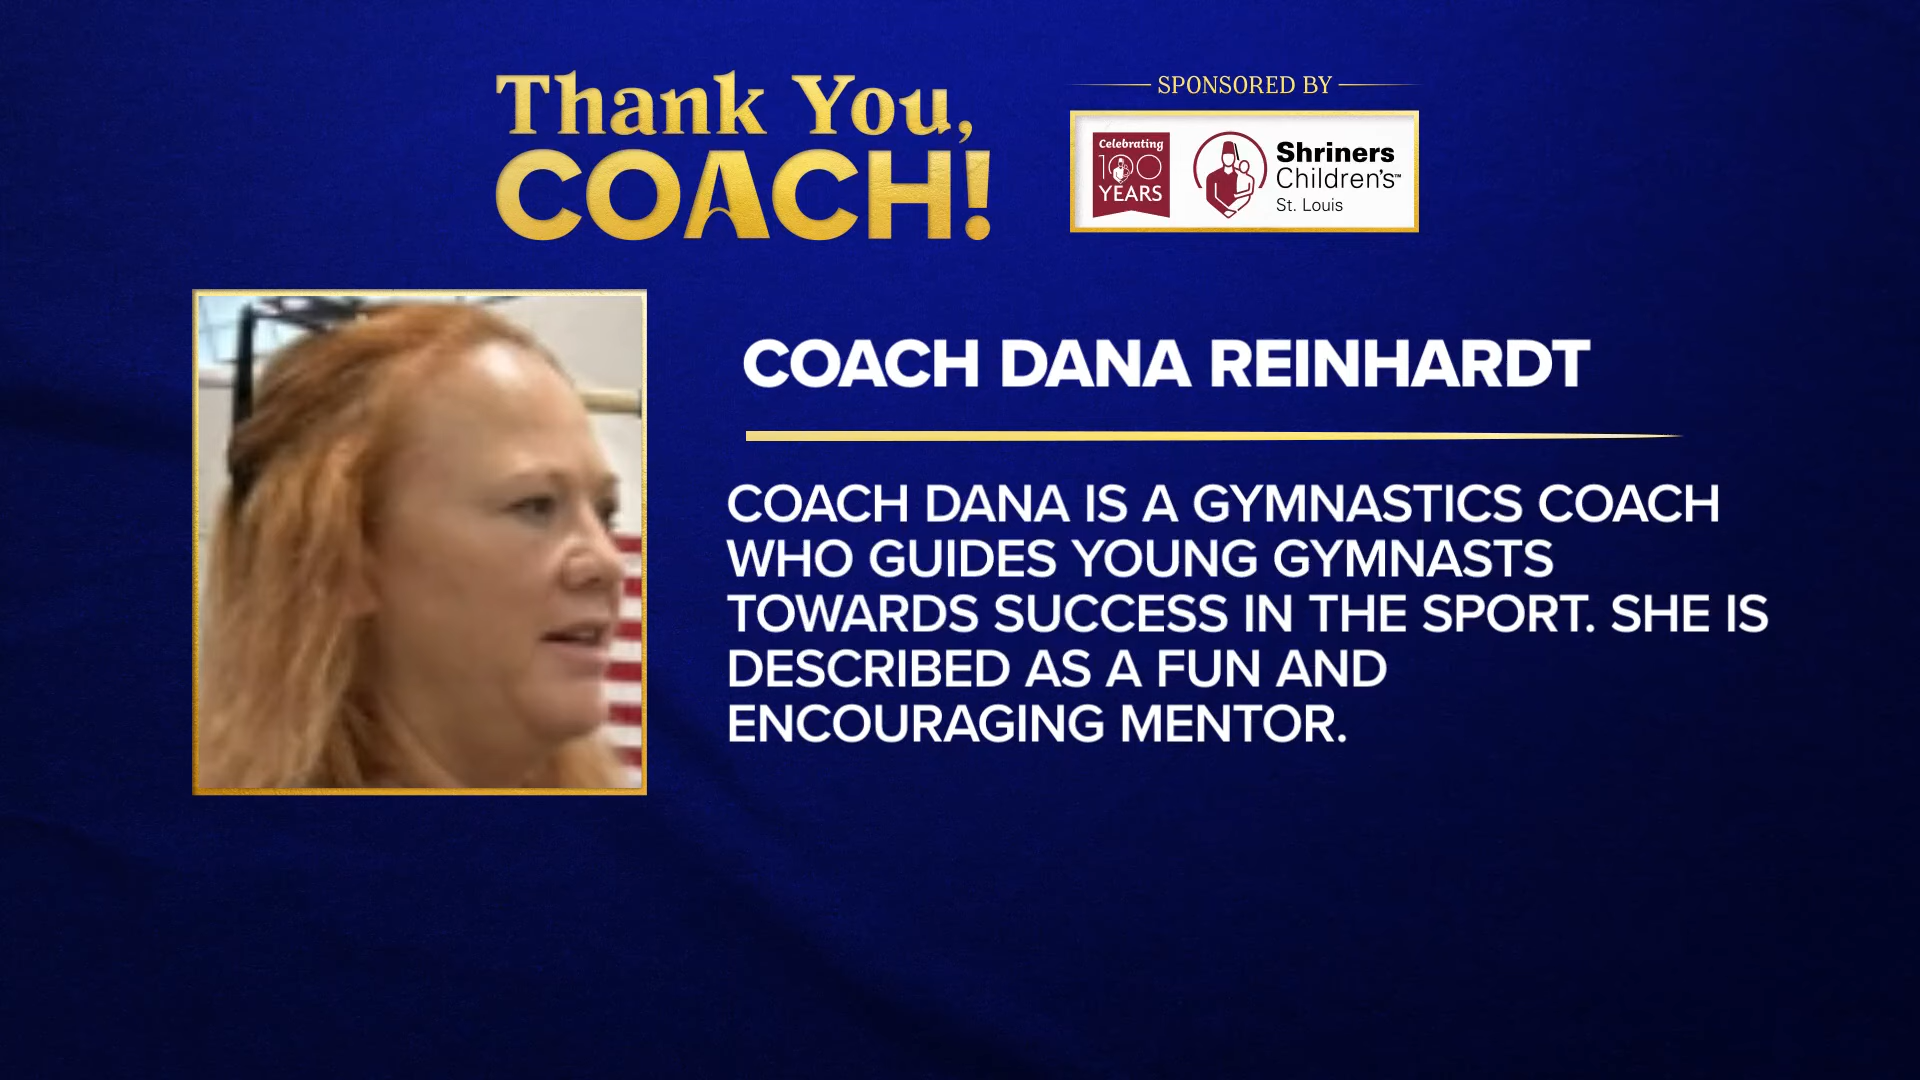 Thank You,
COACH!
SPONSORED BY
Celebrating
100
YEARS
Shriners
Children's™
St. Louis
COACH DANA REINHARDT
COACH DANA IS A GYMNASTICS COACH
WHO GUIDES YOUNG GYMNASTS
TOWARDS SUCCESS IN THE SPORT. SHE IS
DESCRIBED AS A FUN AND
ENCOURAGING MENTOR.